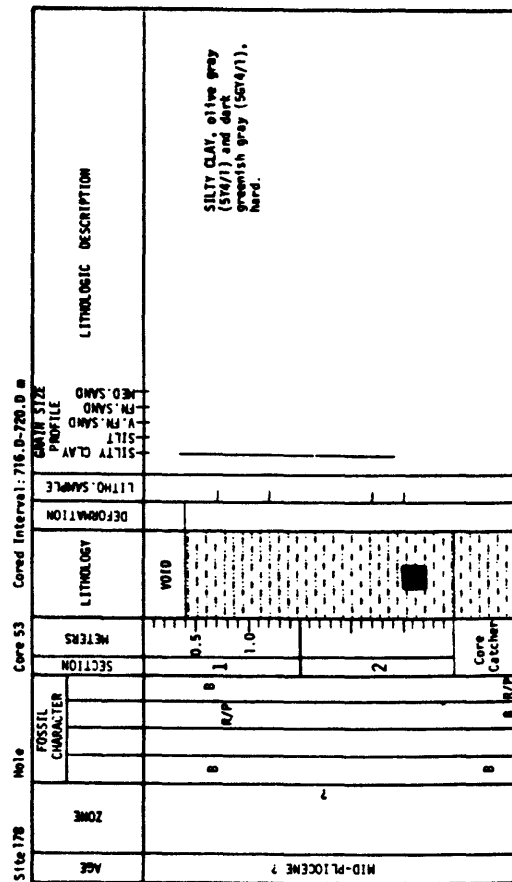 Site178 Hole Core 53 Cored Interval: 716.0-720.0 m
AGE
ZONE
FOSSIL
CHARACTER
SECTION
METERS
LITHOLOGY
DEFORMATION
LITHO.SAMPLE
GRAIN SIZE
PROFILE
SILTY CLAY
SILT
V.FN.SAND
FN.SAND
MED.SAND
LITHOLOGIC DESCRIPTION
MID-PLIOCENE ?
?
B
R/P
B
1
0.5
1.0
VOID
2
B
B
R/P
Core
Catcher
SILTY CLAY, olive gray
(5Y4/1) and dark
greenish gray (5GY4/1),
hard.